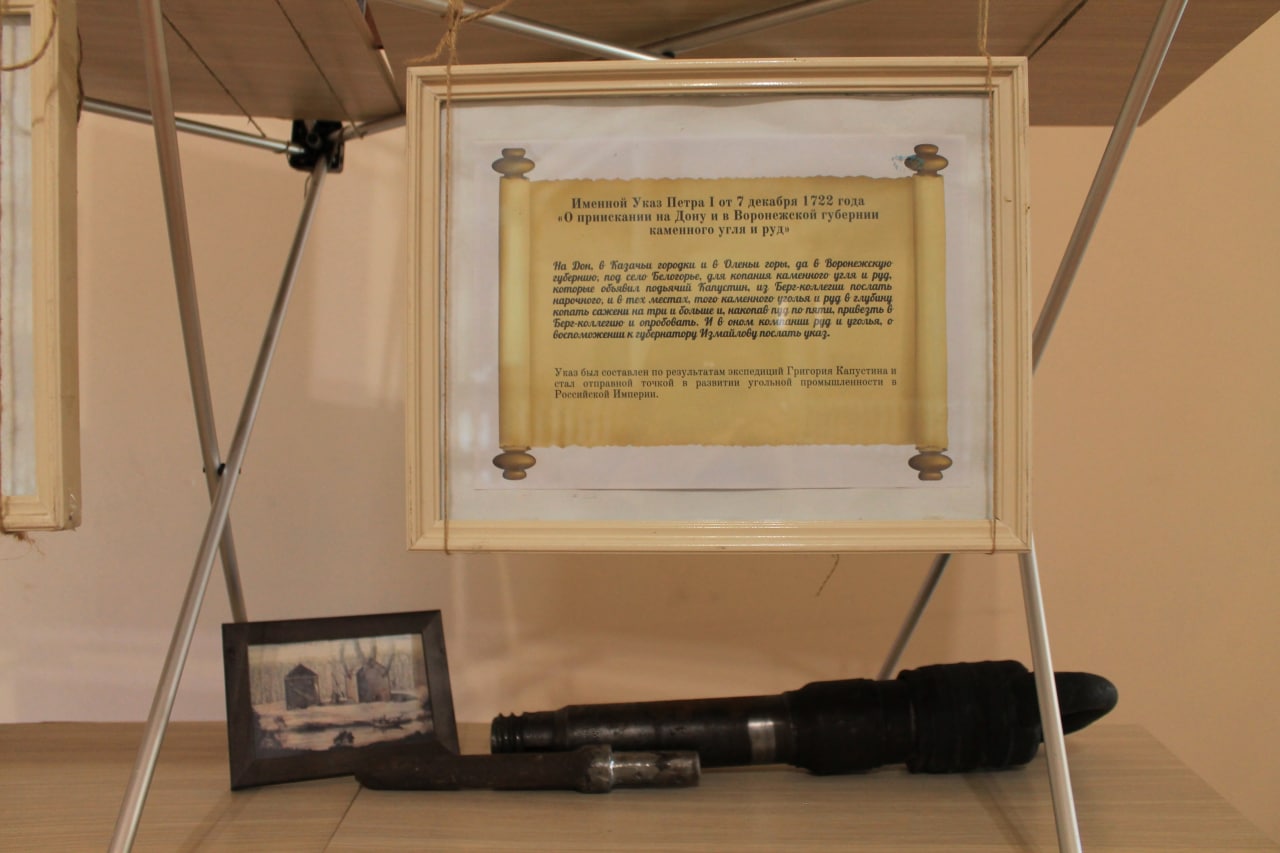 Именной Указ Петра I от 7 декабря 1722 года
«О приискании на Дону и в Воронежской губернии
каменного угля и руд»
На Дон, в Казачьи городки и в Оленьи горы, да в Воронежскую
губернию, под село Белогорье, для копания каменного угля и руд,
которые объявил подьячий Капустин, из Берг-коллегии послать
нарочного, и в тех местах, того каменного уголья и руд в глубину
копать сажени на три и больше и, накопав пуд по пяти, привезть в
Берг-коллегию и опробовать. И в оном компании руд и уголья, о
воспоможении к губернатору Измайлову послать указ.
Указ был составлен по результатам экспедиций Григория Капустина и
стал отправной точкой в развитии угольной промышленности в
Российской Империи.